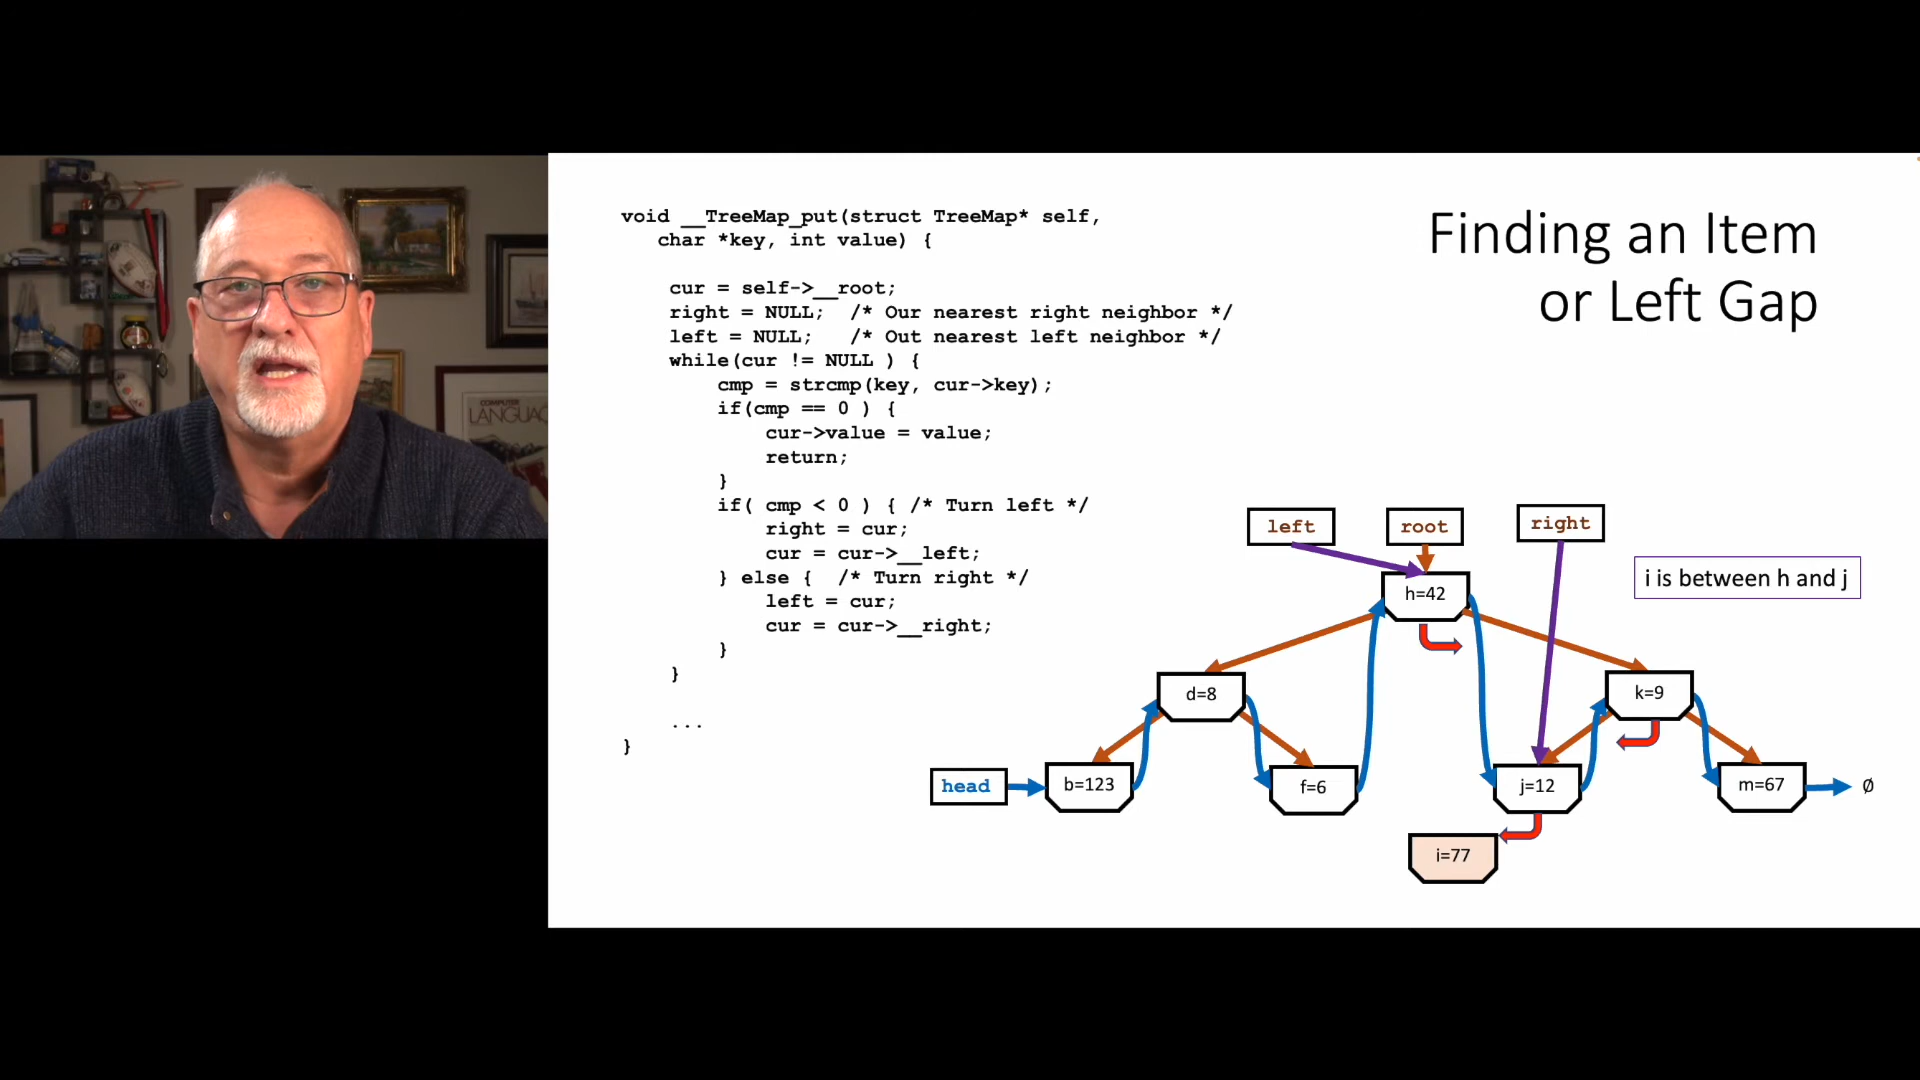 COMPUTER
LANGUAG
void __TreeMap_put(struct TreeMap* self,
char *key, int value) {
cur = self->__root;
right = NULL;  /* Our nearest right neighbor */
left = NULL;   /* Out nearest left neighbor */
while(cur != NULL ) {
cmp = strcmp(key, cur->key);
if(cmp == 0 ) {
cur->value = value;
return;
}
if( cmp < 0 ) { /* Turn left */
right = cur;
cur = cur->__left;
} else {  /* Turn right */
left = cur;
cur = cur->__right;
}
}
...
}
Finding an Item
or Left Gap
left
root
right
i is between h and j
h=42
d=8
k=9
head
b=123
f=6
j=12
m=67
Ø
i=77